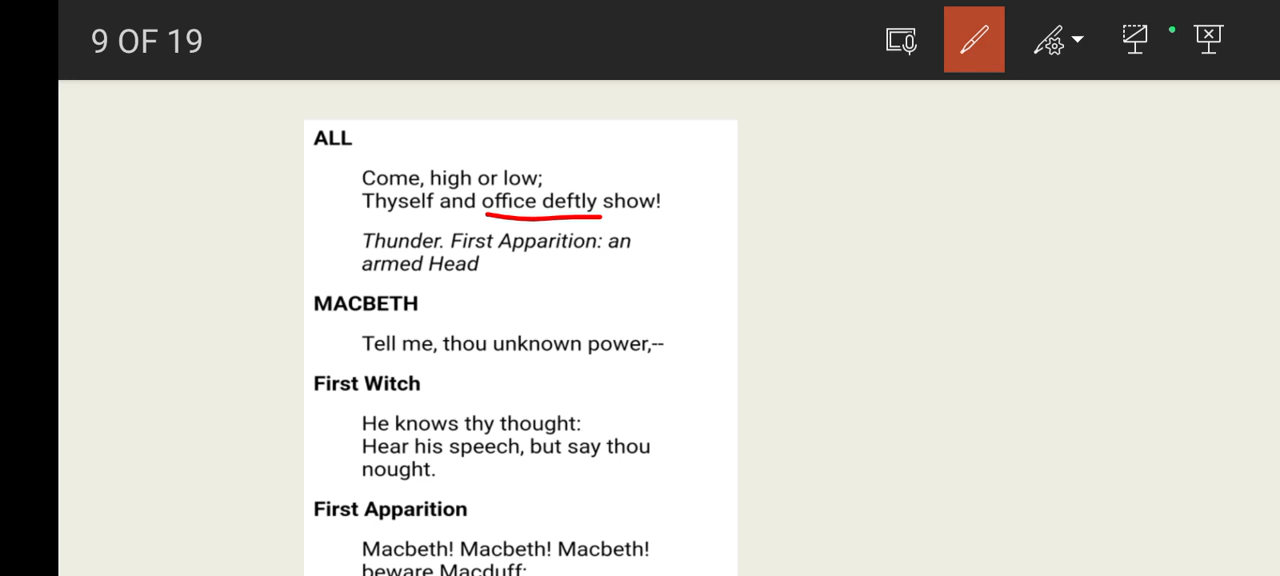 9 OF 19
ALL
Come, high or low;
Thyself and office deftly show!
Thunder. First Apparition: an
armed Head
MACBETH
Tell me, thou unknown power,--
First Witch
He knows thy thought:
Hear his speech, but say thou
nought.
First Apparition
Macbeth! Macbeth! Macbeth!
beware Macduff;